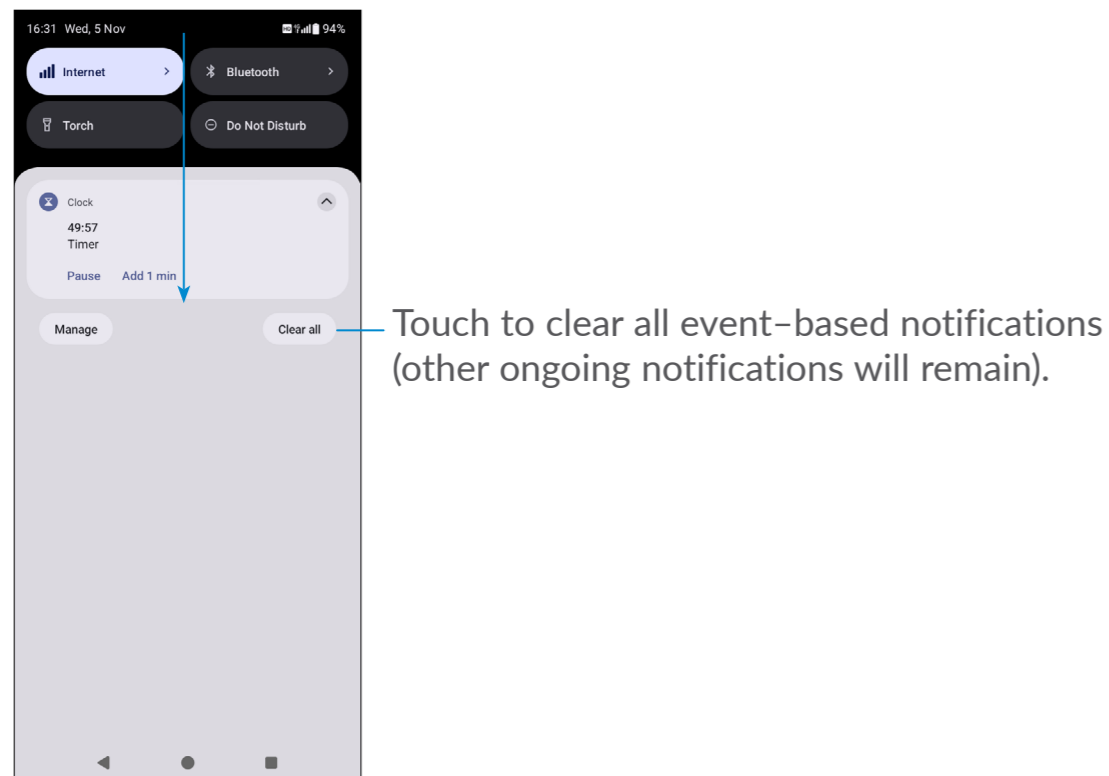 16:31 Wed, 5 Nov 94%
Internet Bluetooth
Torch Do Not Disturb
Clock
49:57
Timer
Pause Add 1 min
Manage Clear all
Touch to clear all event–based notifications
(other ongoing notifications will remain).